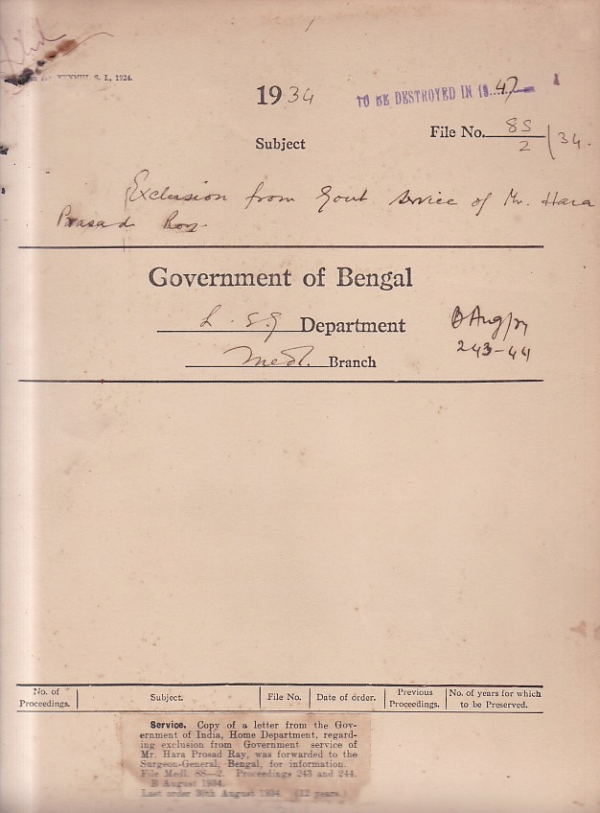 S. I., 1924.
1934
TO BE DESTROYED IN 19...47
Subject
File No. 8S/2/34.
Exclusion from Govt Service of Mr. Hara
Prasad Roy.
Government of Bengal
L.S.G Department
Medl. Branch
B Aug/34
243-44
No. of Proceedings. | Subject. | File No. | Date of order. | Previous Proceedings. | No. of years for which to be Preserved.
Service. Copy of a letter from the Gov-
ernment of India, Home Department, regard-
ing exclusion from Government service of
Mr. Hara Prosad Ray, was forwarded to the
Surgeon-General, Bengal, for information.
File Medl. 8S—2. Proceedings 243 and 244.
B August 1934.
Last order 30th August 1934. (12 years.)